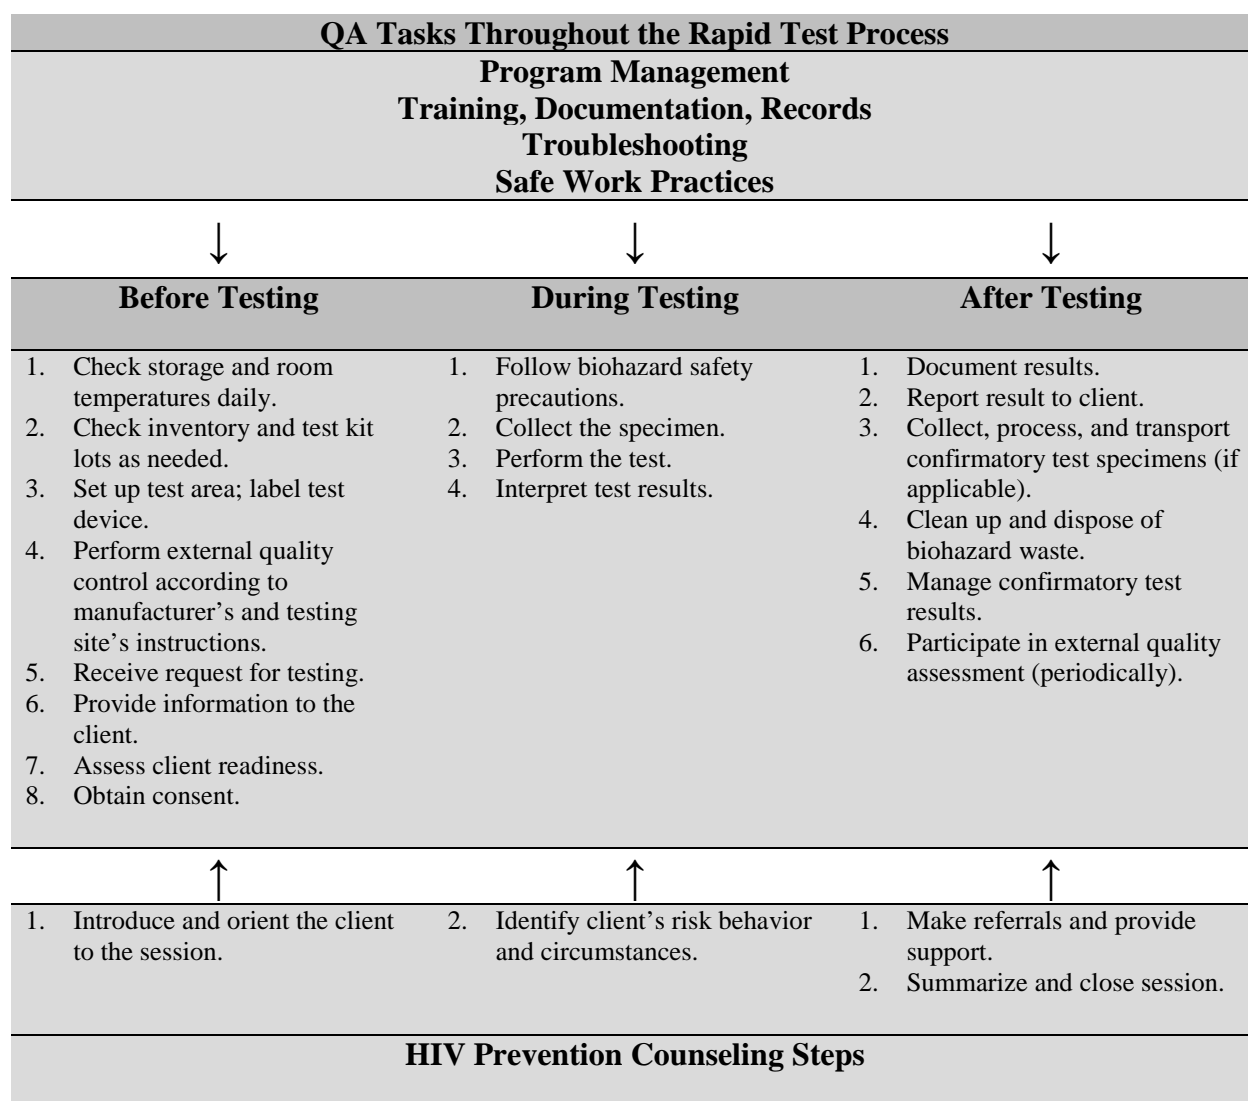 QA Tasks Throughout the Rapid Test Process
Program Management
Training, Documentation, Records
Troubleshooting
Safe Work Practices
↓ ↓ ↓
Before Testing
1. Check storage and room
temperatures daily.
2. Check inventory and test kit
lots as needed.
3. Set up test area; label test
device.
4. Perform external quality
control according to
manufacturer’s and testing
site’s instructions.
5. Receive request for testing.
6. Provide information to the
client.
7. Assess client readiness.
8. Obtain consent.
During Testing
1. Follow biohazard safety
precautions.
2. Collect the specimen.
3. Perform the test.
4. Interpret test results.
After Testing
1. Document results.
2. Report result to client.
3. Collect, process, and transport
confirmatory test specimens (if
applicable).
4. Clean up and dispose of
biohazard waste.
5. Manage confirmatory test
results.
6. Participate in external quality
assessment (periodically).
↑ ↑ ↑
1. Introduce and orient the client
to the session.
2. Identify client’s risk behavior
and circumstances.
1. Make referrals and provide
support.
2. Summarize and close session.
HIV Prevention Counseling Steps